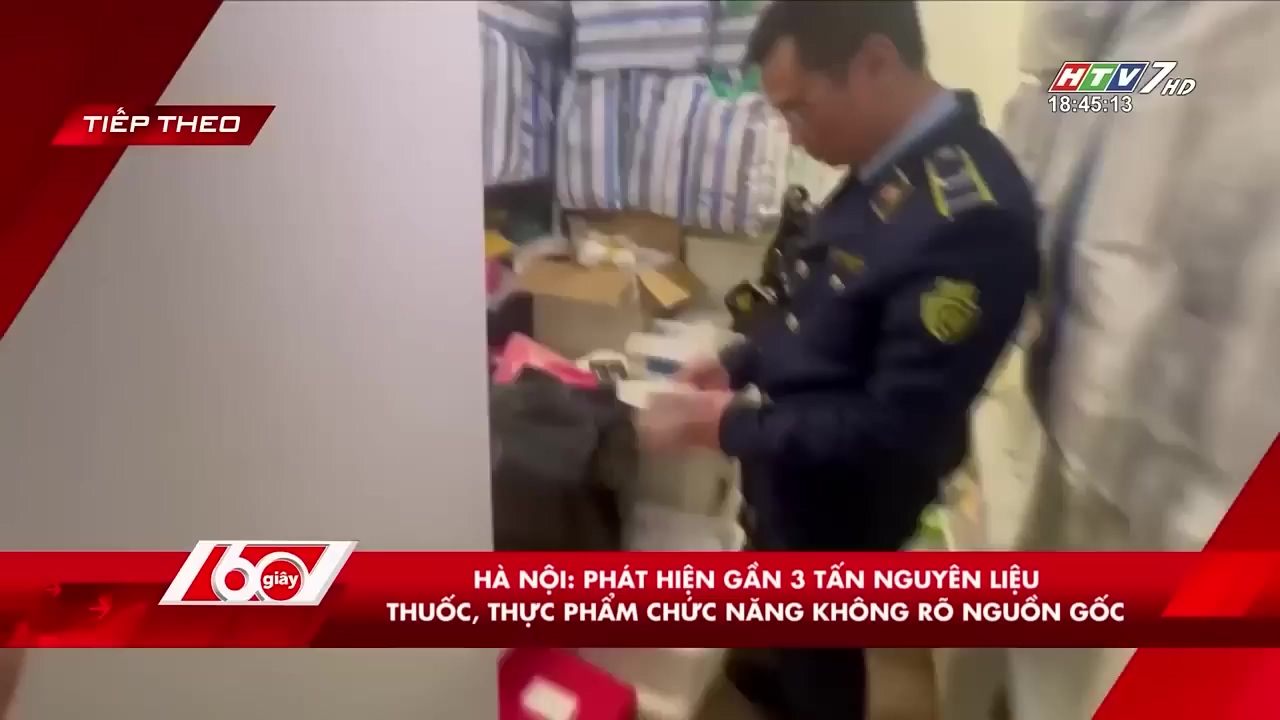 HTV7 HD
18:45:13
TIẾP THEO
60 giây
HÀ NỘI: PHÁT HIỆN GẦN 3 TẤN NGUYÊN LIỆU
THUỐC, THỰC PHẨM CHỨC NĂNG KHÔNG RÕ NGUỒN GỐC